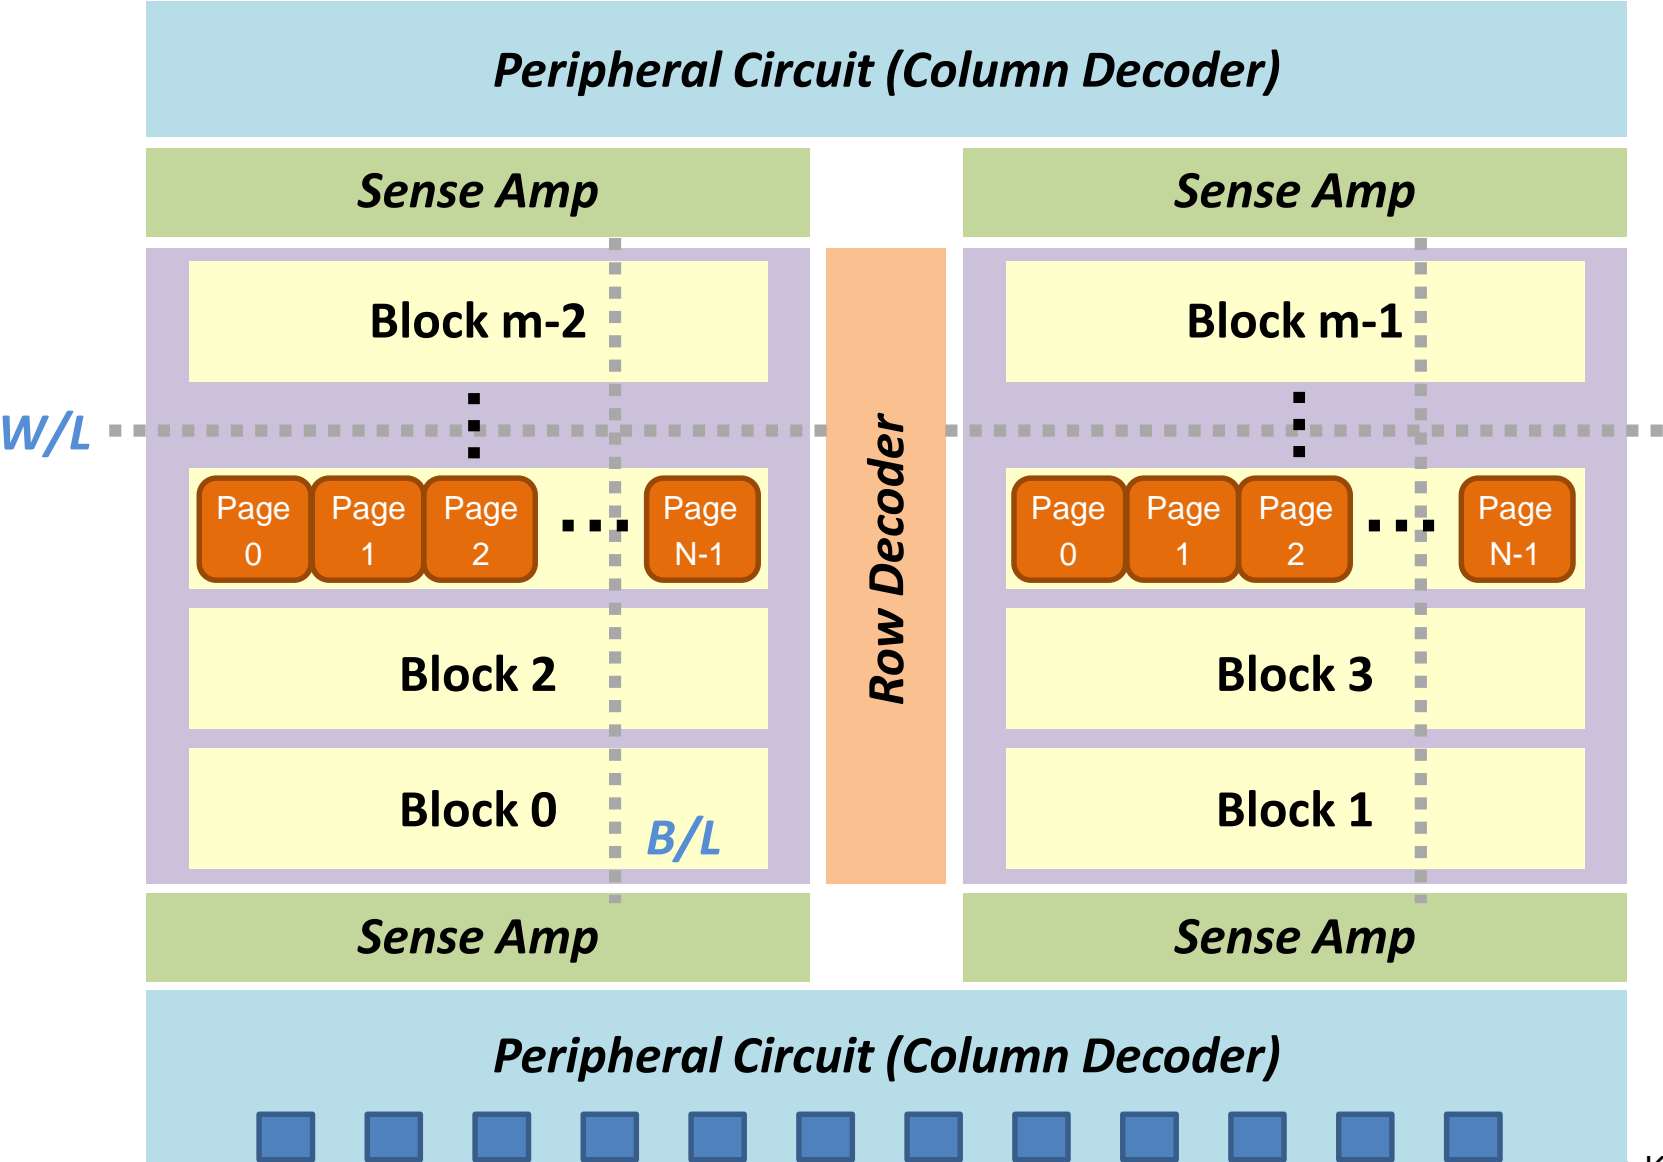 Peripheral Circuit (Column Decoder)
Sense Amp
Sense Amp
Block m-2
Block m-1
W/L
Row Decoder
Page 0
Page 1
Page 2
Page N-1
Page 0
Page 1
Page 2
Page N-1
Block 2
Block 3
Block 0
B/L
Block 1
Sense Amp
Sense Amp
Peripheral Circuit (Column Decoder)